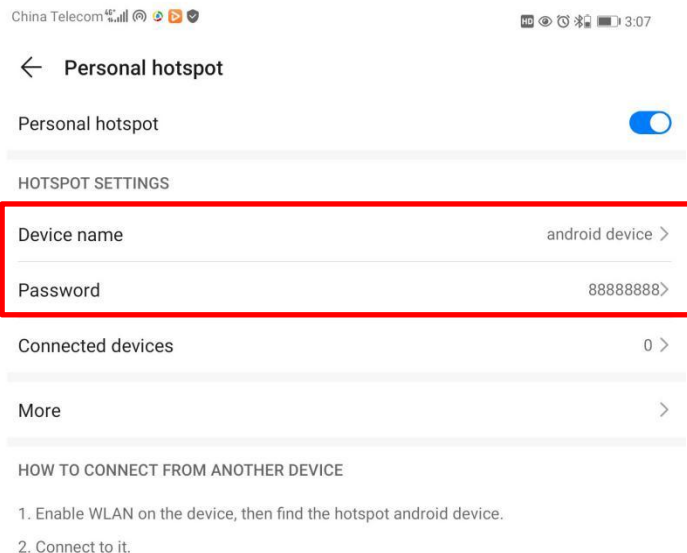 China Telecom 3:07
Personal hotspot
Personal hotspot
HOTSPOT SETTINGS
Device name android device
Password 88888888
Connected devices 0
More
HOW TO CONNECT FROM ANOTHER DEVICE
1. Enable WLAN on the device, then find the hotspot android device.
2. Connect to it.